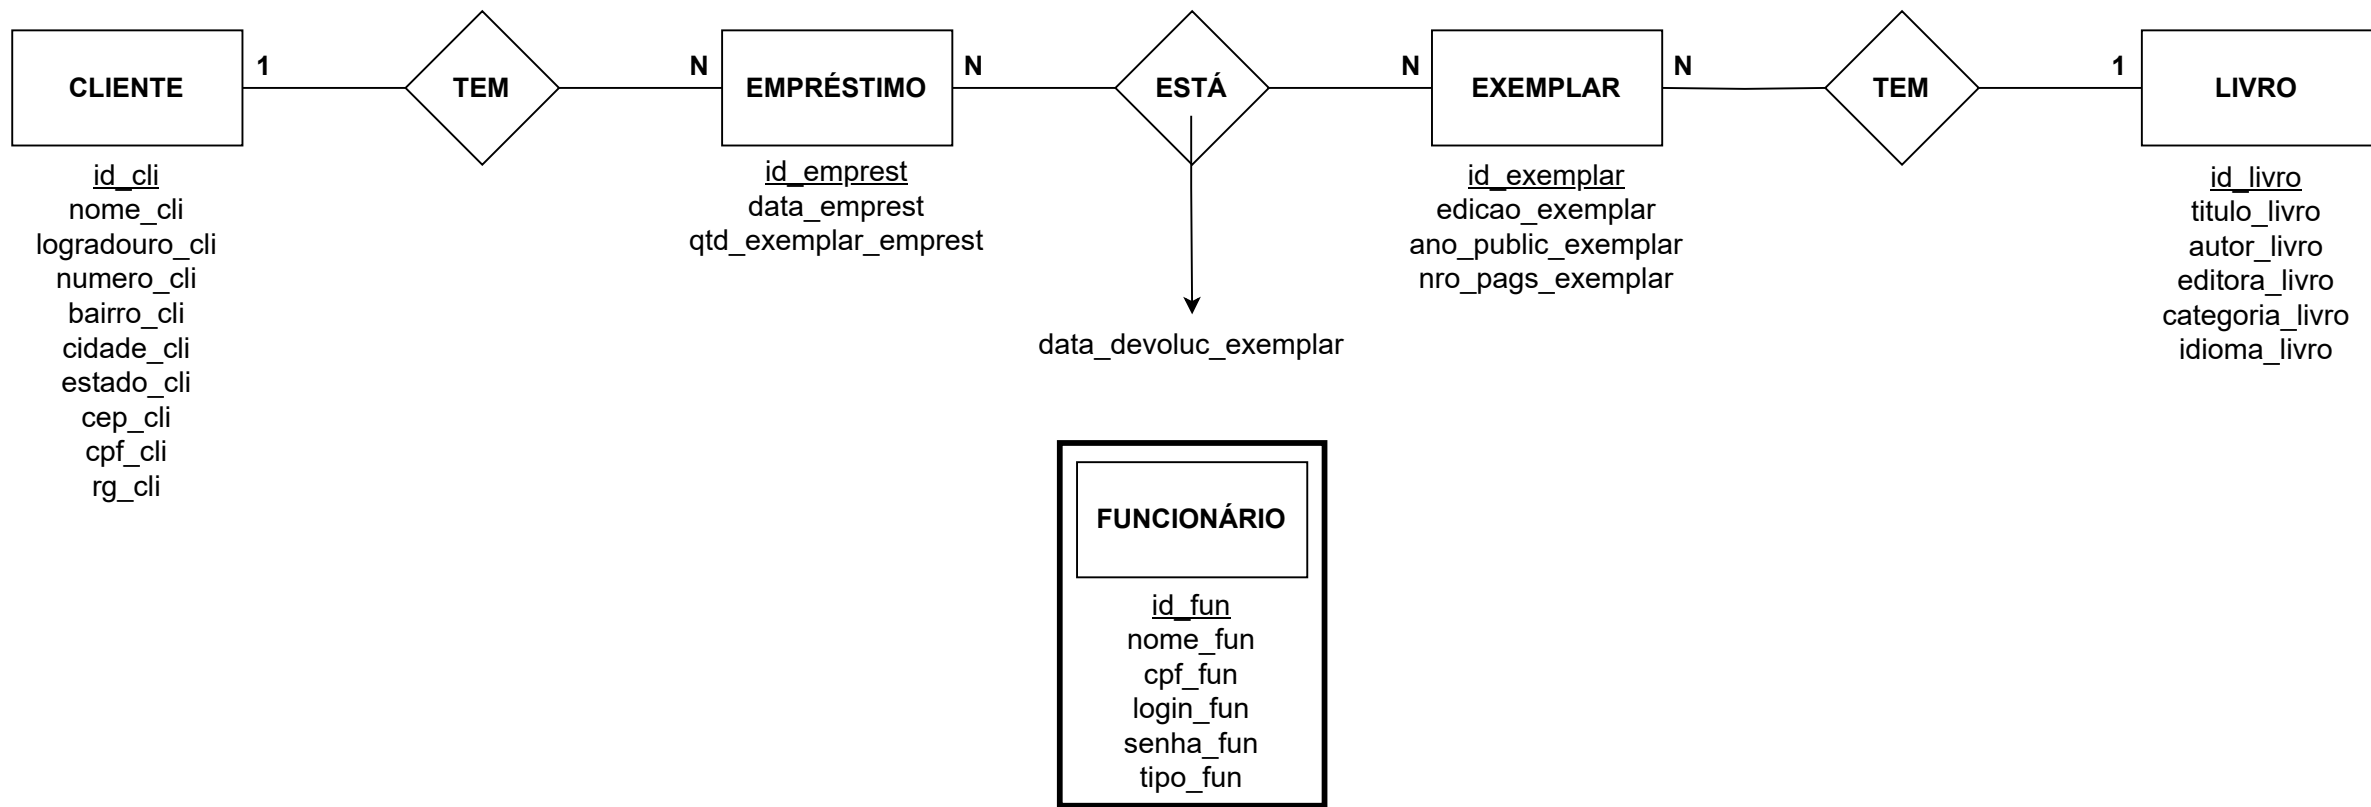 CLIENTE
1
TEM
N
EMPRÉSTIMO
N
ESTÁ
N
EXEMPLAR
N
TEM
1
LIVRO
id_cli
nome_cli
logradouro_cli
numero_cli
bairro_cli
cidade_cli
estado_cli
cep_cli
cpf_cli
rg_cli
id_emprest
data_emprest
qtd_exemplar_emprest
data_devoluc_exemplar
id_exemplar
edicao_exemplar
ano_public_exemplar
nro_pags_exemplar
id_livro
titulo_livro
autor_livro
editora_livro
categoria_livro
idioma_livro
FUNCIONÁRIO
id_fun
nome_fun
cpf_fun
login_fun
senha_fun
tipo_fun